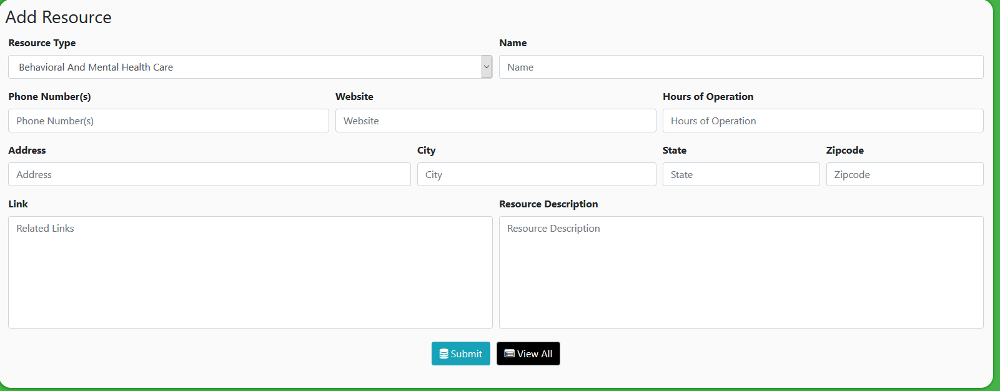 Add Resource
Resource Type Name
Behavioral And Mental Health Care Name
Phone Number(s) Website Hours of Operation
Phone Number(s) Website Hours of Operation
Address City State Zipcode
Address City State Zipcode
Link Resource Description
Related Links Resource Description
Submit View All